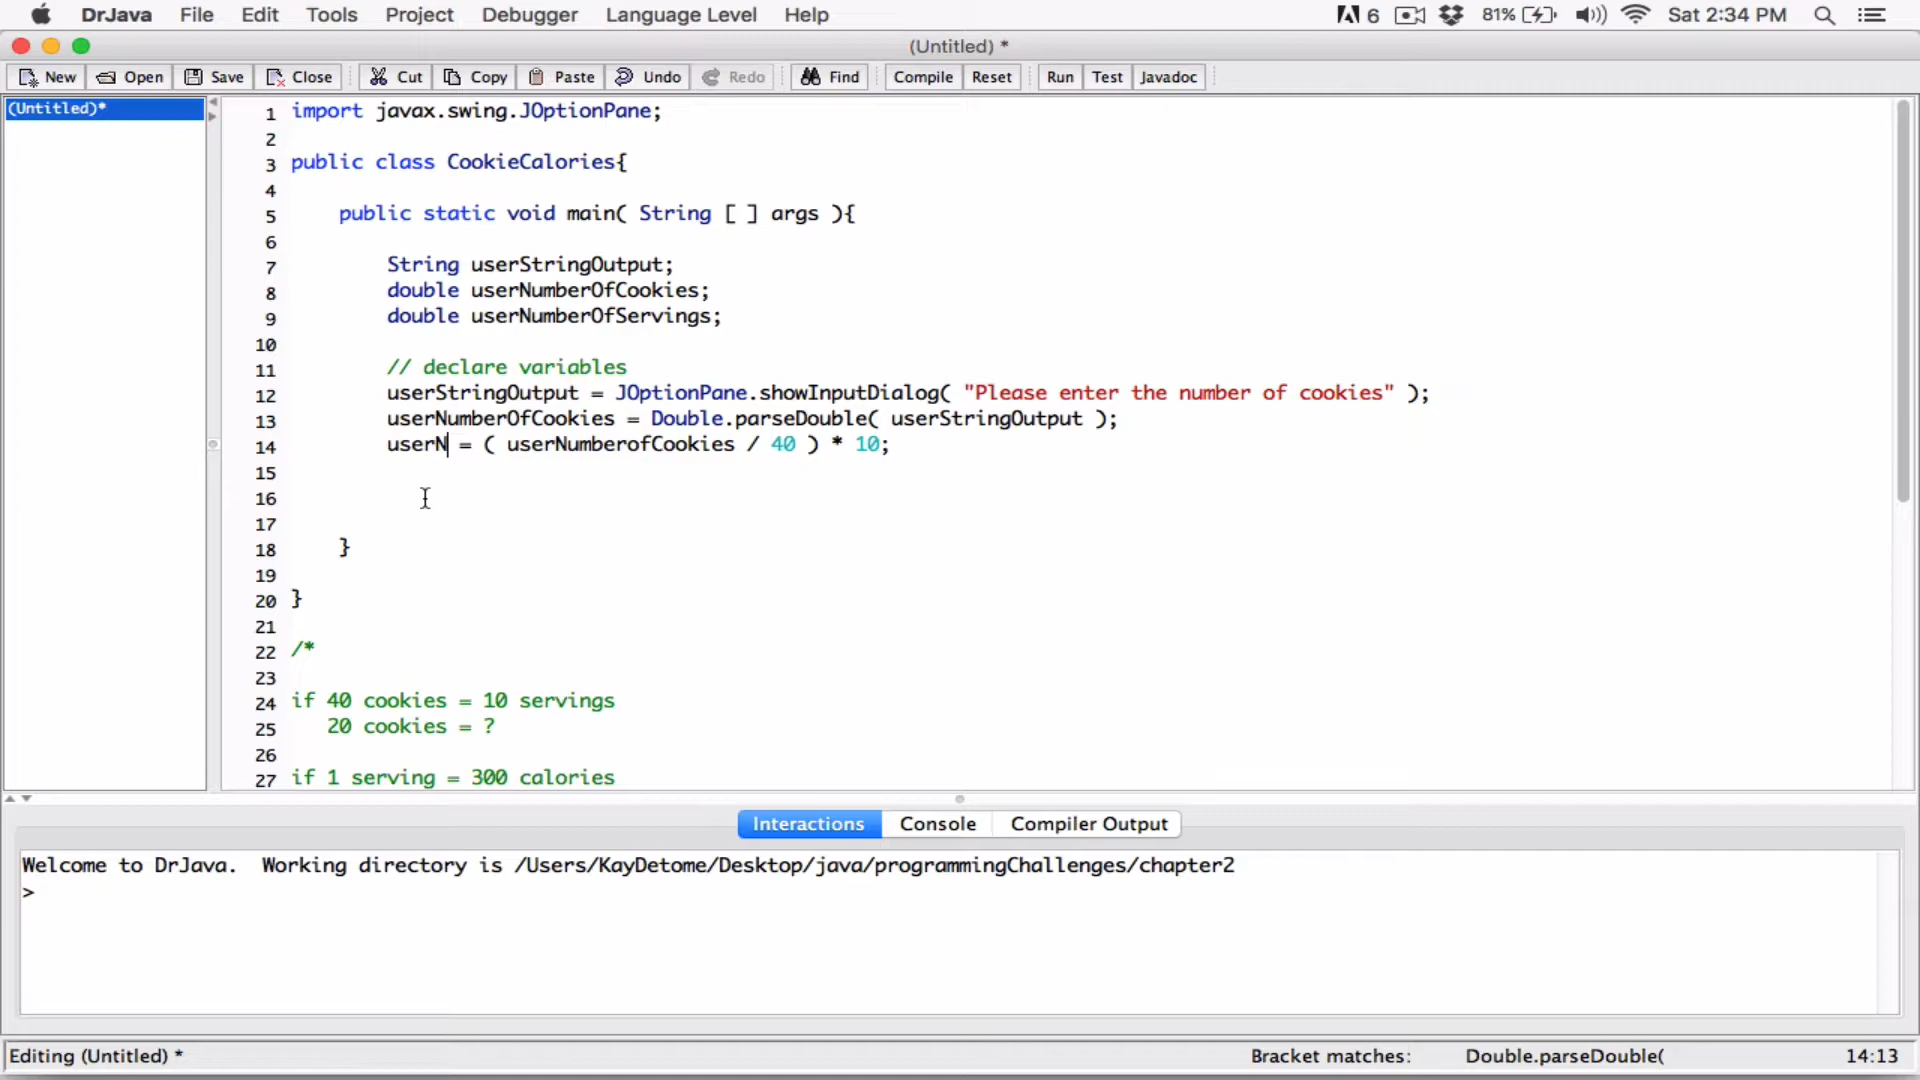 DrJava File Edit Tools Project Debugger Language Level Help 6 81% Sat 2:34 PM
(Untitled) *
New Open Save Close Cut Copy Paste Undo Redo Find Compile Reset Run Test Javadoc
(Untitled)*
1 import javax.swing.JOptionPane;
2
3 public class CookieCalories{
4
5 public static void main( String [ ] args ){
6
7 String userStringOutput;
8 double userNumberOfCookies;
9 double userNumberOfServings;
10
11 // declare variables
12 userStringOutput = JOptionPane.showInputDialog( "Please enter the number of cookies" );
13 userNumberOfCookies = Double.parseDouble( userStringOutput );
14 userN = ( userNumberofCookies / 40 ) * 10;
15
16
17
18 }
19
20 }
21
22 /*
23
24 if 40 cookies = 10 servings
25 20 cookies = ?
26
27 if 1 serving = 300 calories
Interactions Console Compiler Output
Welcome to DrJava. Working directory is /Users/KayDetome/Desktop/java/programmingChallenges/chapter2
>
Editing (Untitled) * Bracket matches: Double.parseDouble( 14:13